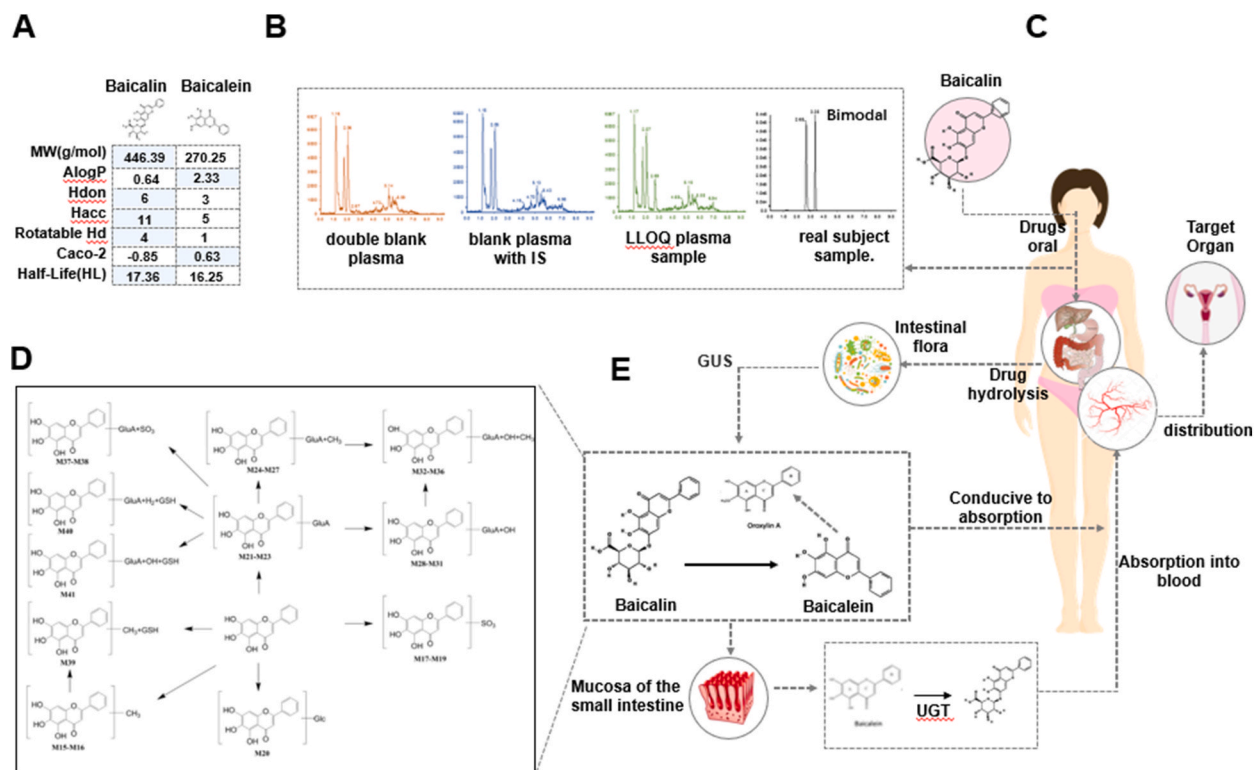 A
B
C
Baicalin Baicalein
MW(g/mol) 446.39 270.25
AlogP 0.64 2.33
Hdon 6 3
Hacc 11 5
Rotatable Hd 4 1
Caco-2 -0.85 0.63
Half-Life(HL) 17.36 16.25
Bimodal
double blank
plasma
blank plasma
with IS
LLOQ plasma
sample
real subject
sample.
Baicalin
Drugs
oral
Target
Organ
Intestinal
flora
Drug
hydrolysis
distribution
GUS
Conducive to
absorption
Absorption into
blood
D
GluA+SO3
M37-M38
GluA+CH3
M24-M27
GluA+OH+CH3
M32-M36
GluA+H2+GSH
M40
GluA
M21-M23
GluA+OH
M28-M31
GluA+OH+GSH
M41
CH3+GSH
M39
SO3
M17-M19
CH3
M15-M16
Glc
M20
E
Oroxylin A
Baicalin
Baicalein
Mucosa of the
small intestine
Baicalein
UGT